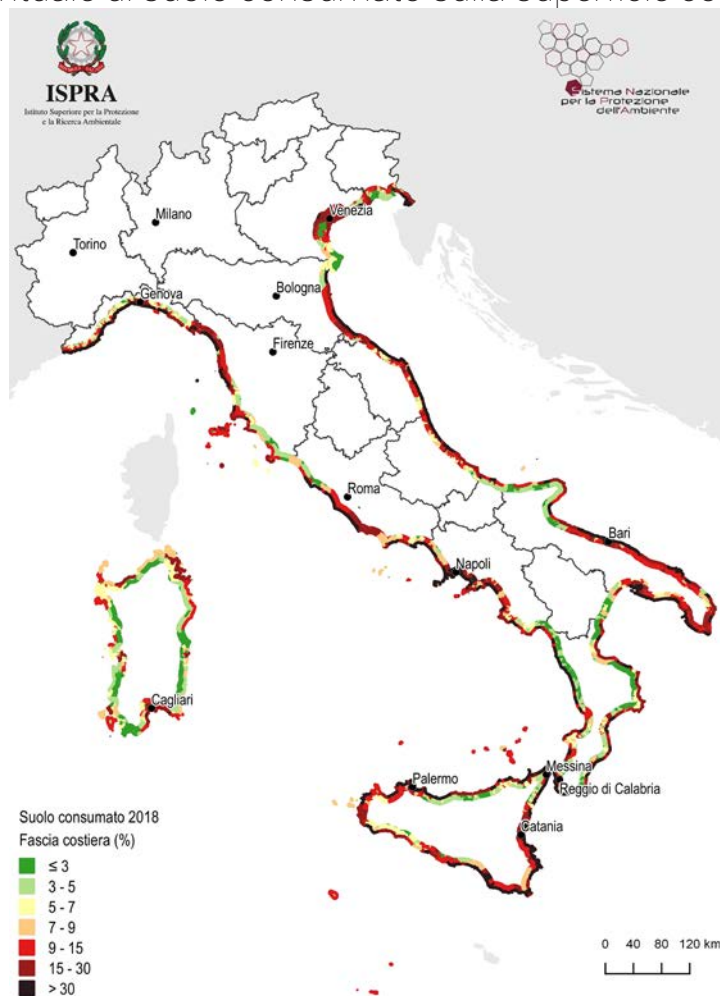 ISPRA
Istituto Superiore per la Protezione
e la Ricerca Ambientale
Sistema Nazionale
per la Protezione
dell'Ambiente
Milano
Venezia
Torino
Genova
Bologna
Firenze
Roma
Bari
Napoli
Cagliari
Messina
Palermo
Reggio di Calabria
Catania
Suolo consumato 2018
Fascia costiera (%)
≤ 3
3 - 5
5 - 7
7 - 9
9 - 15
15 - 30
> 30
0 40 80 120 km